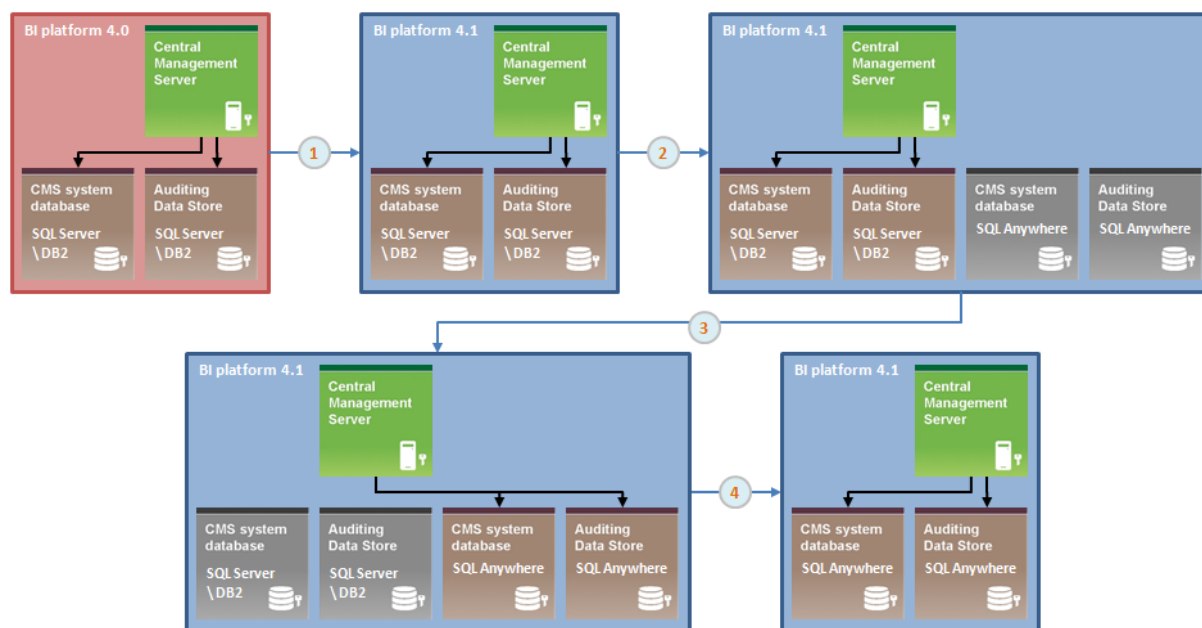 BI platform 4.0
Central
Management
Server
CMS system
database
SQL Server
\DB2
Auditing
Data Store
SQL Server
\DB2
1
BI platform 4.1
Central
Management
Server
CMS system
database
SQL Server
\DB2
Auditing
Data Store
SQL Server
\DB2
2
BI platform 4.1
Central
Management
Server
CMS system
database
SQL Server
\DB2
Auditing
Data Store
SQL Server
\DB2
CMS system
database
SQL Anywhere
Auditing
Data Store
SQL Anywhere
3
BI platform 4.1
Central
Management
Server
CMS system
database
SQL Server
\DB2
Auditing
Data Store
SQL Server
\DB2
CMS system
database
SQL Anywhere
Auditing
Data Store
SQL Anywhere
4
BI platform 4.1
Central
Management
Server
CMS system
database
SQL Anywhere
Auditing
Data Store
SQL Anywhere